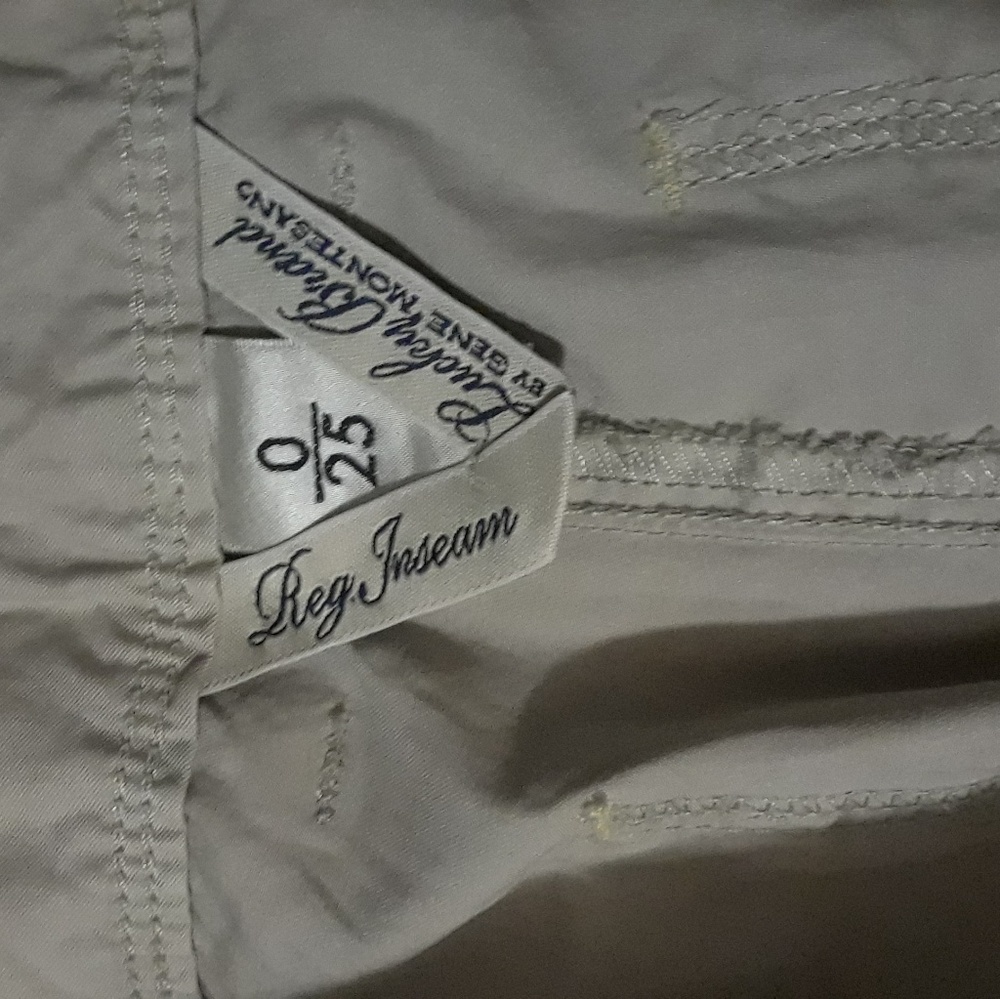 Lucky Brand
BY GENE MONTESANO
0
25
Reg. Inseam